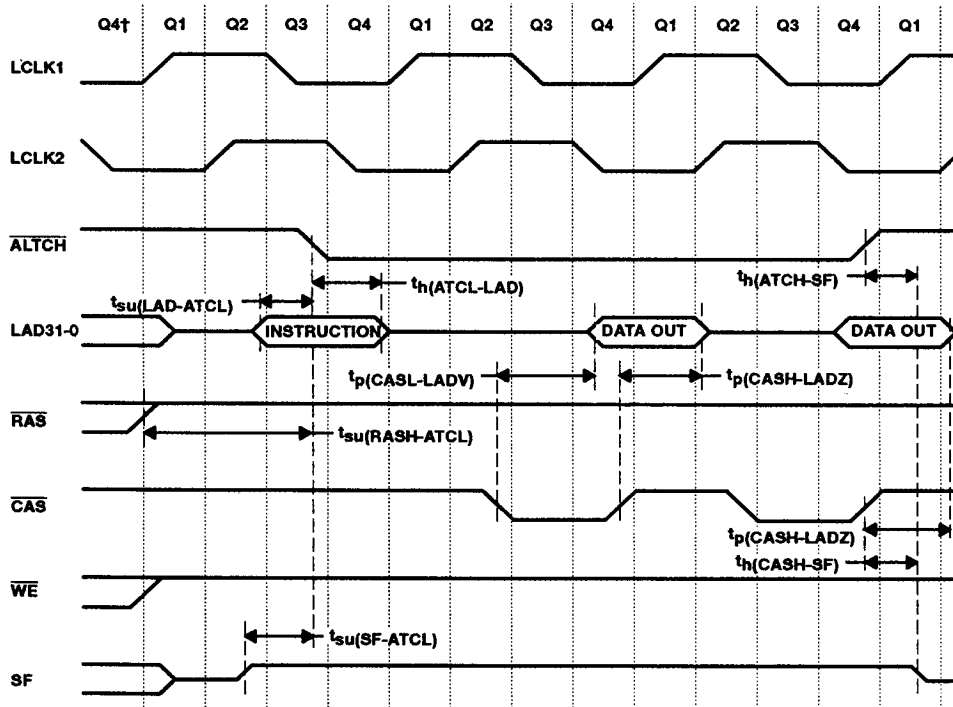 Q4† Q1 Q2 Q3 Q4 Q1 Q2 Q3 Q4 Q1 Q2 Q3 Q4 Q1
LCLK1
LCLK2
ALTCH
th(ATCL-LAD)
th(ATCH-SF)
tsu(LAD-ATCL)
LAD31-0
INSTRUCTION
DATA OUT
DATA OUT
tp(CASL-LADV)
tp(CASH-LADZ)
RAS
tsu(RASH-ATCL)
CAS
tp(CASH-LADZ)
th(CASH-SF)
WE
tsu(SF-ATCL)
SF